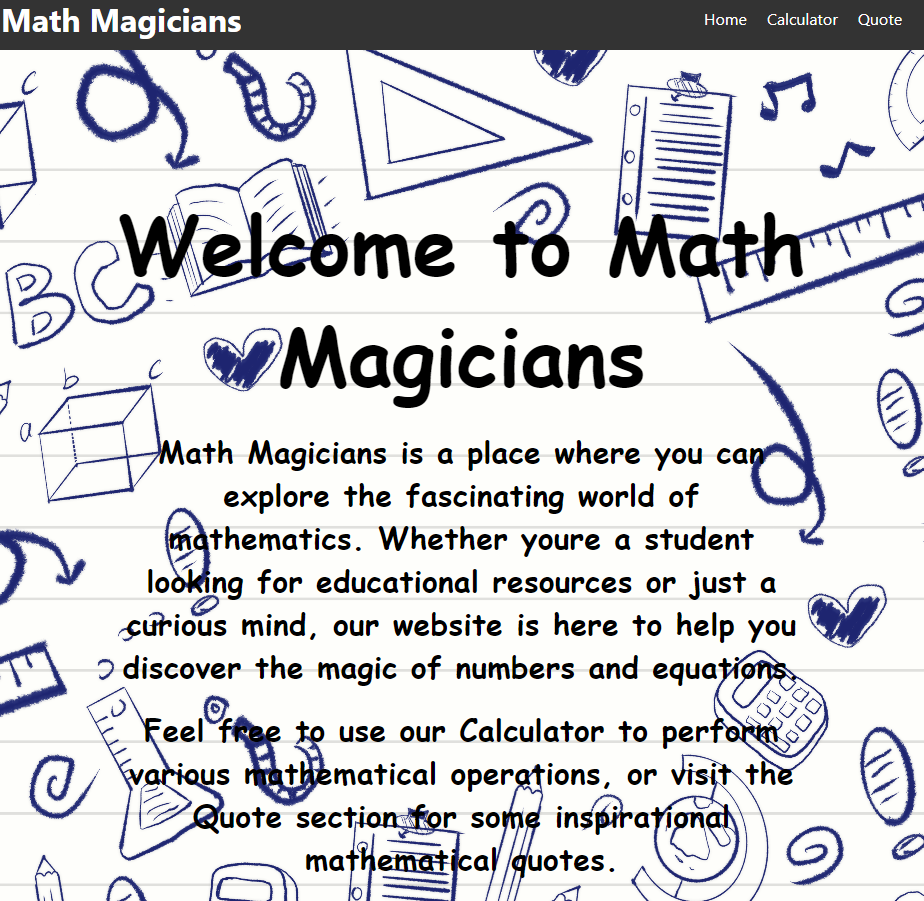 Math Magicians
Home Calculator Quote
Welcome to Math
Magicians
Math Magicians is a place where you can
explore the fascinating world of
mathematics. Whether youre a student
looking for educational resources or just a
curious mind, our website is here to help you
discover the magic of numbers and equations.
Feel free to use our Calculator to perform
various mathematical operations, or visit the
Quote section for some inspirational
mathematical quotes.
C
B C
b c
a